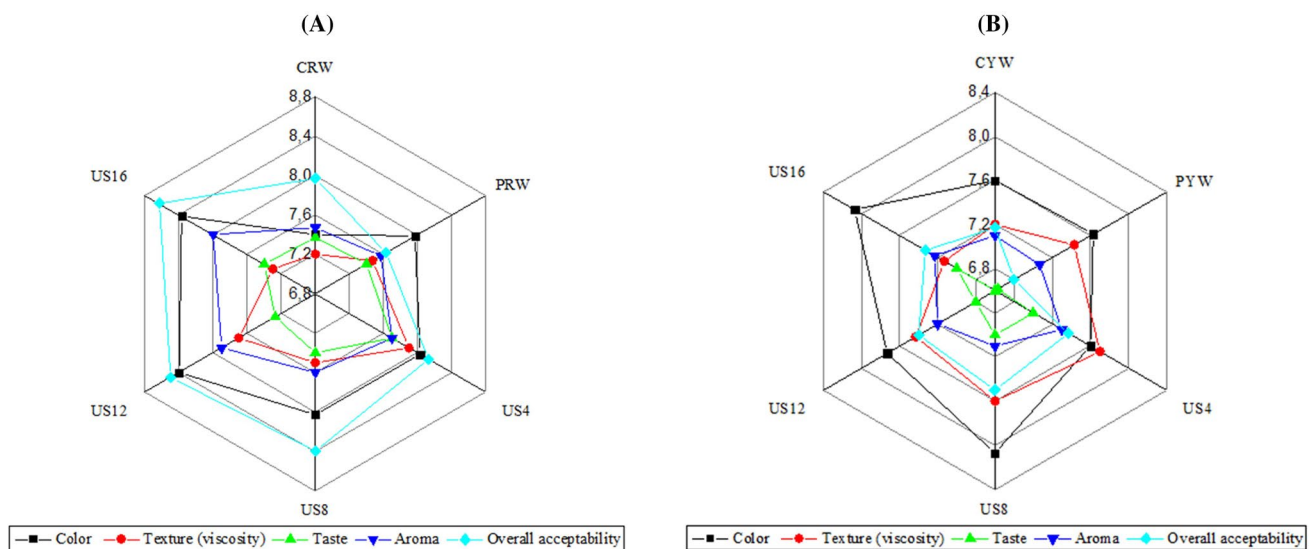 (A)
(B)
CRW
CYW
8,8
8,4
8,0
7,6
7,2
6,8
8,4
8,0
7,6
7,2
6,8
US16
PRW
US16
PYW
US12
US4
US12
US4
US8
US8
Color Texture (viscosity) Taste Aroma Overall acceptability
Color Texture (viscosity) Taste Aroma Overall acceptability